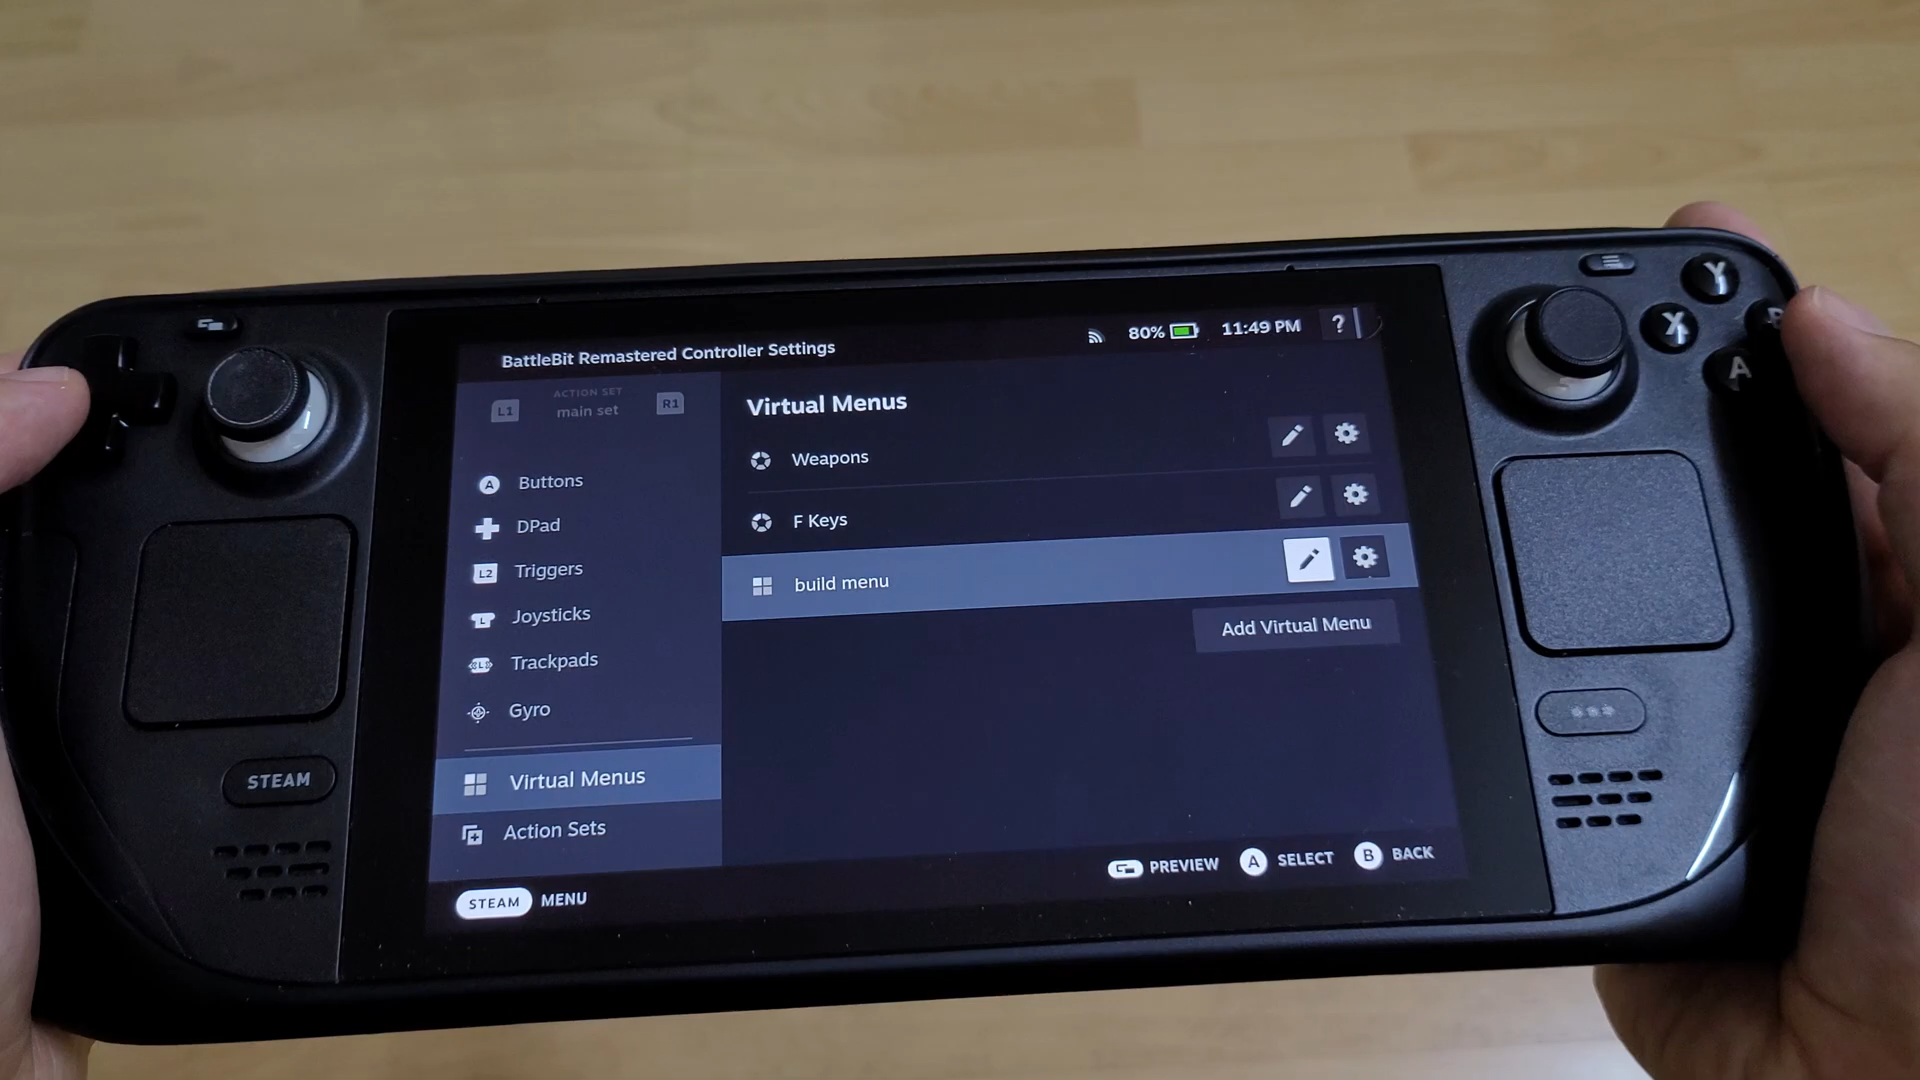 BattleBit Remastered Controller Settings
80%
11:49 PM
?
L1
ACTION SET
main set
R1
Buttons
DPad
Triggers
Joysticks
Trackpads
Gyro
Virtual Menus
Action Sets
A
L2
L
L
Virtual Menus
Weapons
F Keys
build menu
Add Virtual Menu
STEAM MENU
PREVIEW
A SELECT
B BACK
STEAM
Y
X
B
A